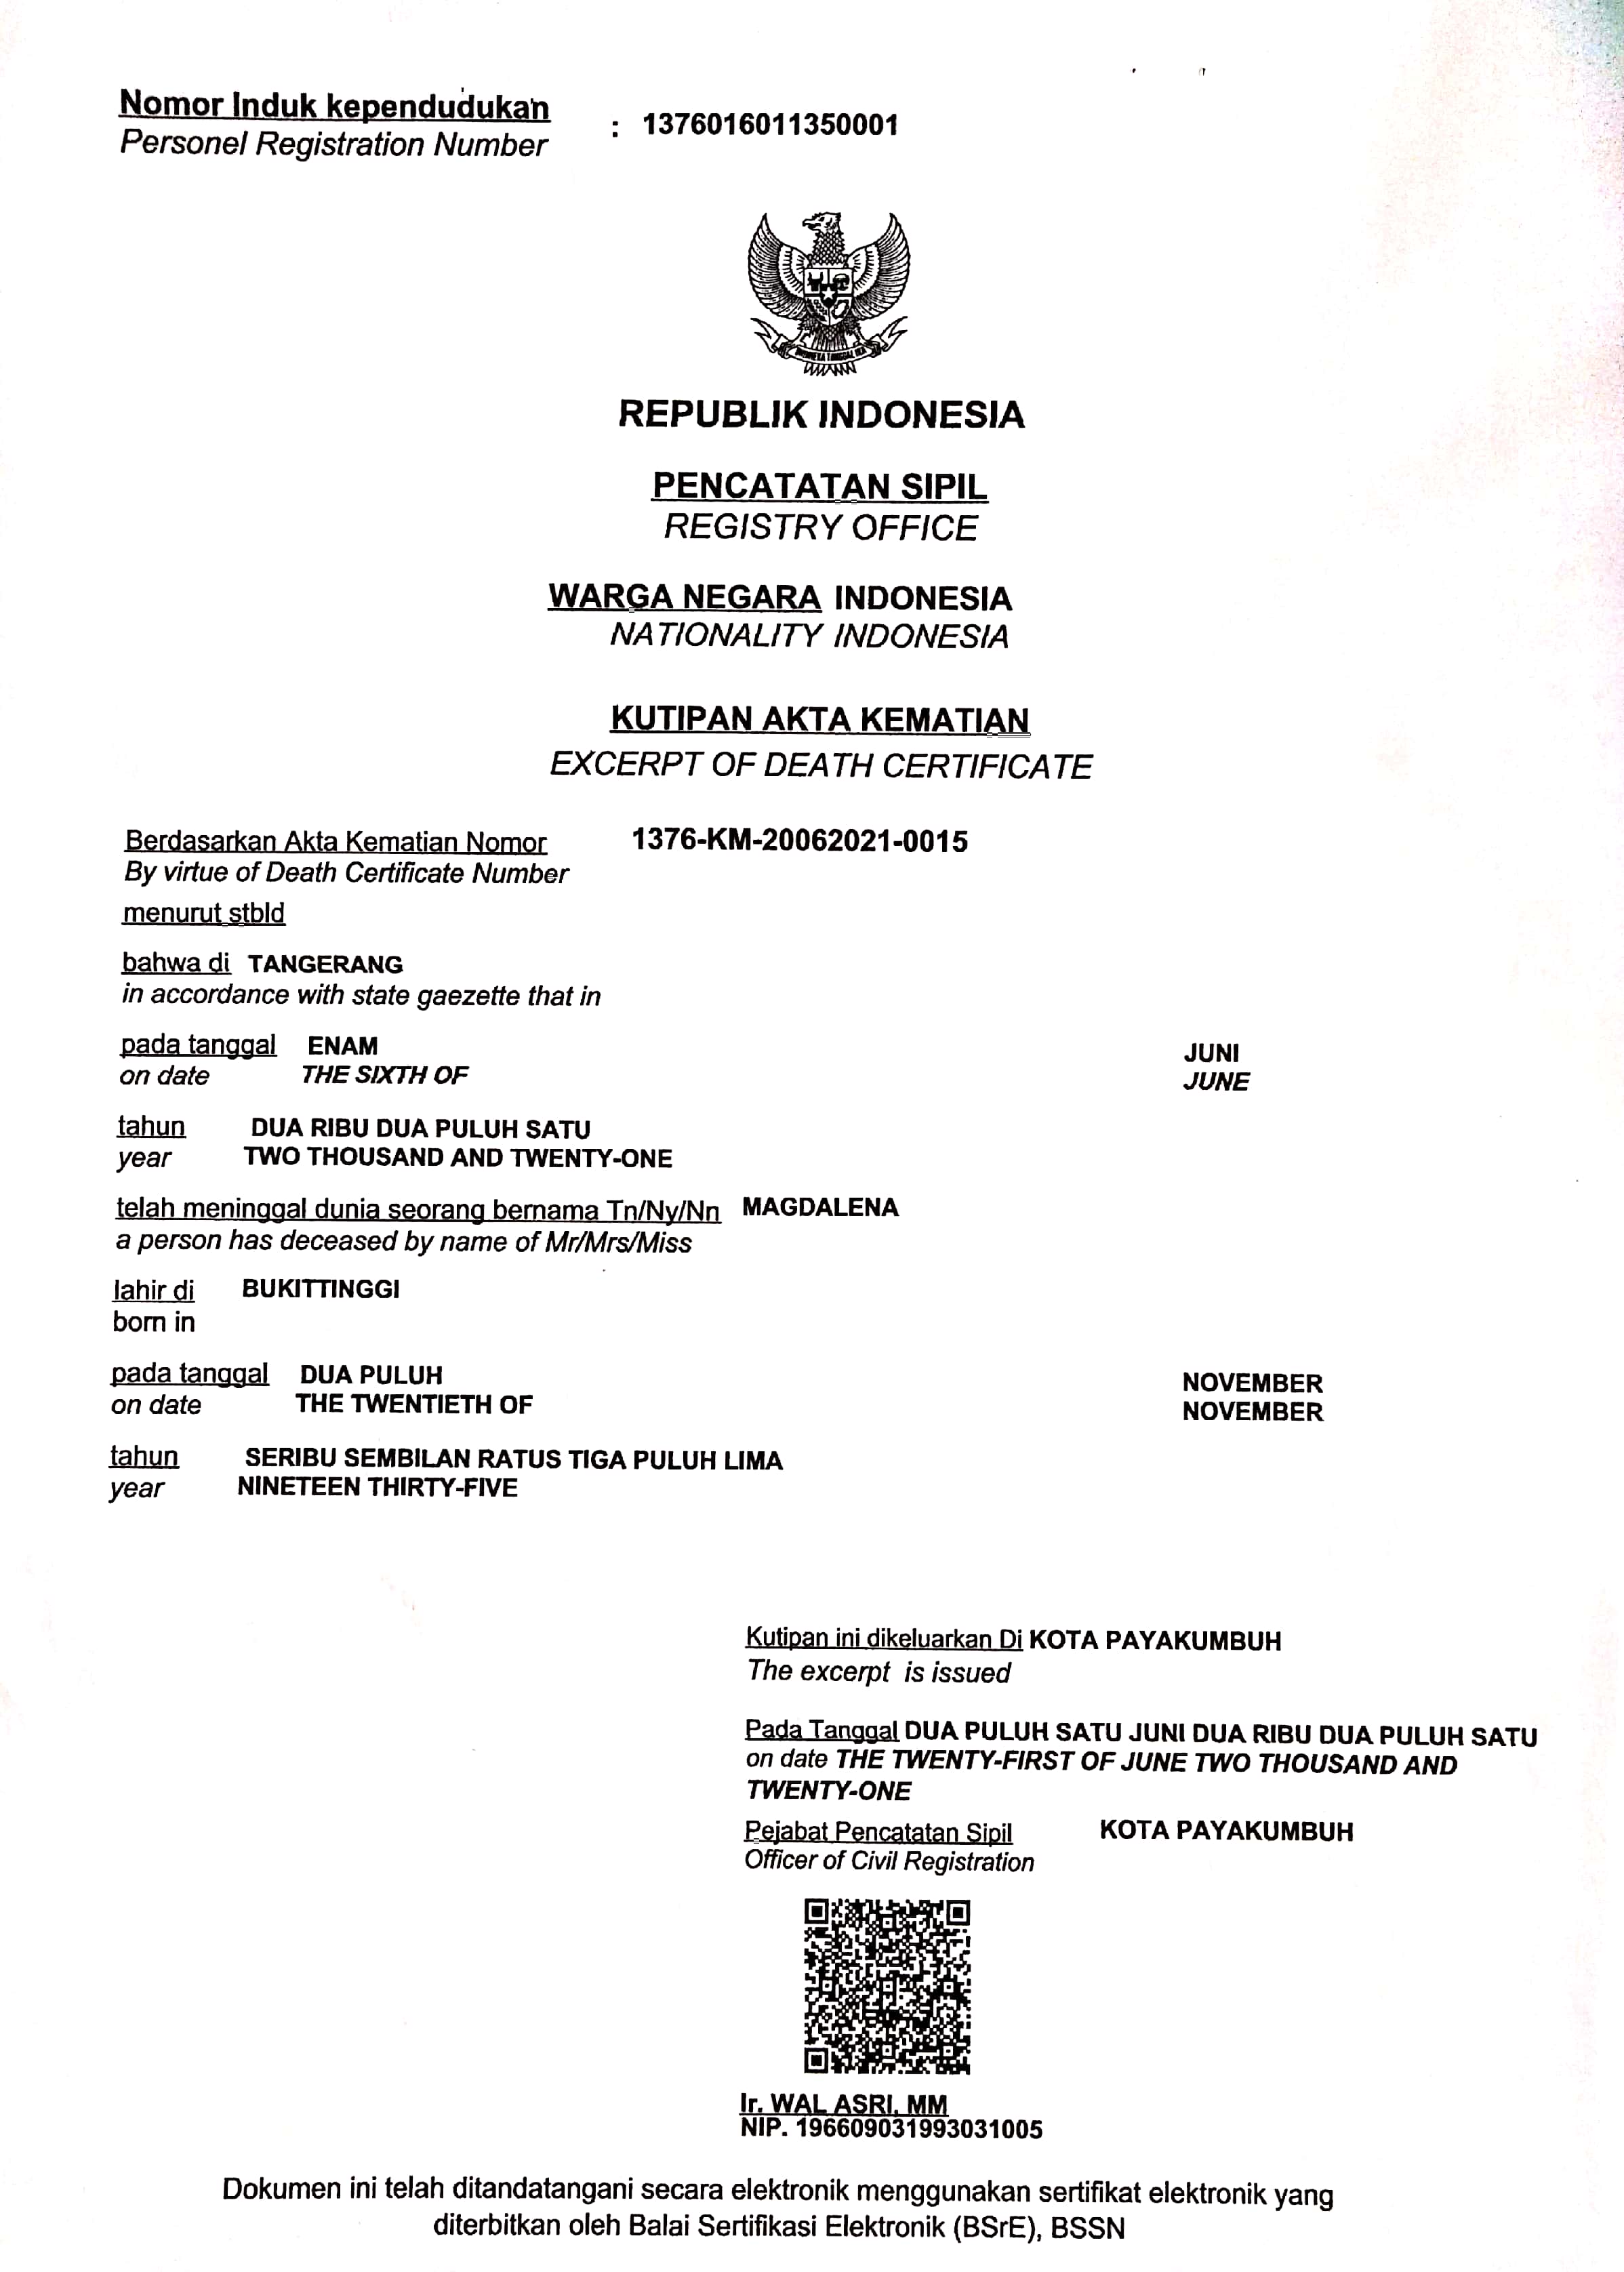 Nomor Induk kependudukan : 1376016011350001
Personel Registration Number
REPUBLIK INDONESIA
PENCATATAN SIPIL
REGISTRY OFFICE
WARGA NEGARA INDONESIA
NATIONALITY INDONESIA
KUTIPAN AKTA KEMATIAN
EXCERPT OF DEATH CERTIFICATE
Berdasarkan Akta Kematian Nomor 1376-KM-20062021-0015
By virtue of Death Certificate Number
menurut stbld
bahwa di TANGERANG
in accordance with state gaezette that in
pada tanggal ENAM JUNI
on date THE SIXTH OF JUNE
tahun DUA RIBU DUA PULUH SATU
year TWO THOUSAND AND TWENTY-ONE
telah meninggal dunia seorang bernama Tn/Ny/Nn MAGDALENA
a person has deceased by name of Mr/Mrs/Miss
lahir di BUKITTINGGI
born in
pada tanggal DUA PULUH NOVEMBER
on date THE TWENTIETH OF NOVEMBER
tahun SERIBU SEMBILAN RATUS TIGA PULUH LIMA
year NINETEEN THIRTY-FIVE
Kutipan ini dikeluarkan Di KOTA PAYAKUMBUH
The excerpt is issued
Pada Tanggal DUA PULUH SATU JUNI DUA RIBU DUA PULUH SATU
on date THE TWENTY-FIRST OF JUNE TWO THOUSAND AND
TWENTY-ONE
Pejabat Pencatatan Sipil KOTA PAYAKUMBUH
Officer of Civil Registration
Ir. WAL ASRI, MM
NIP. 196609031993031005
Dokumen ini telah ditandatangani secara elektronik menggunakan sertifikat elektronik yang
diterbitkan oleh Balai Sertifikasi Elektronik (BSrE), BSSN